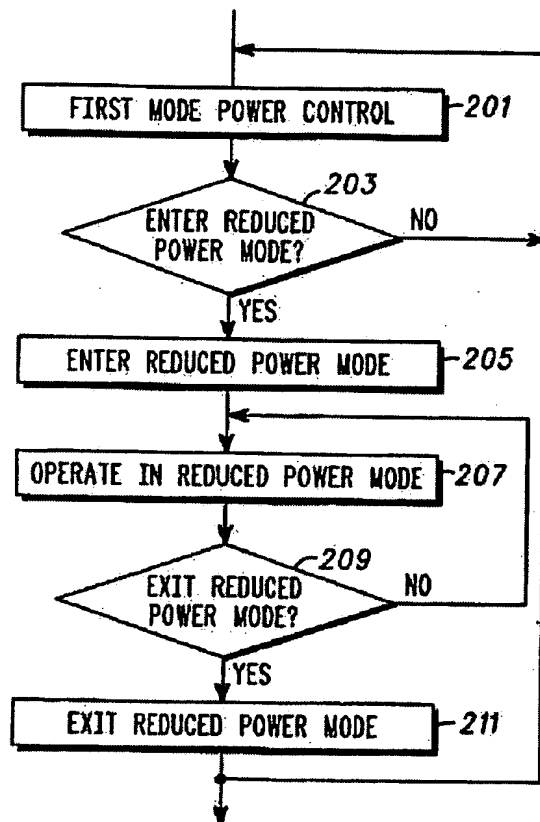 FIRST MODE POWER CONTROL
201
203
ENTER REDUCED
POWER MODE?
NO
YES
ENTER REDUCED POWER MODE
205
OPERATE IN REDUCED POWER MODE
207
209
EXIT REDUCED
POWER MODE?
NO
YES
EXIT REDUCED POWER MODE
211